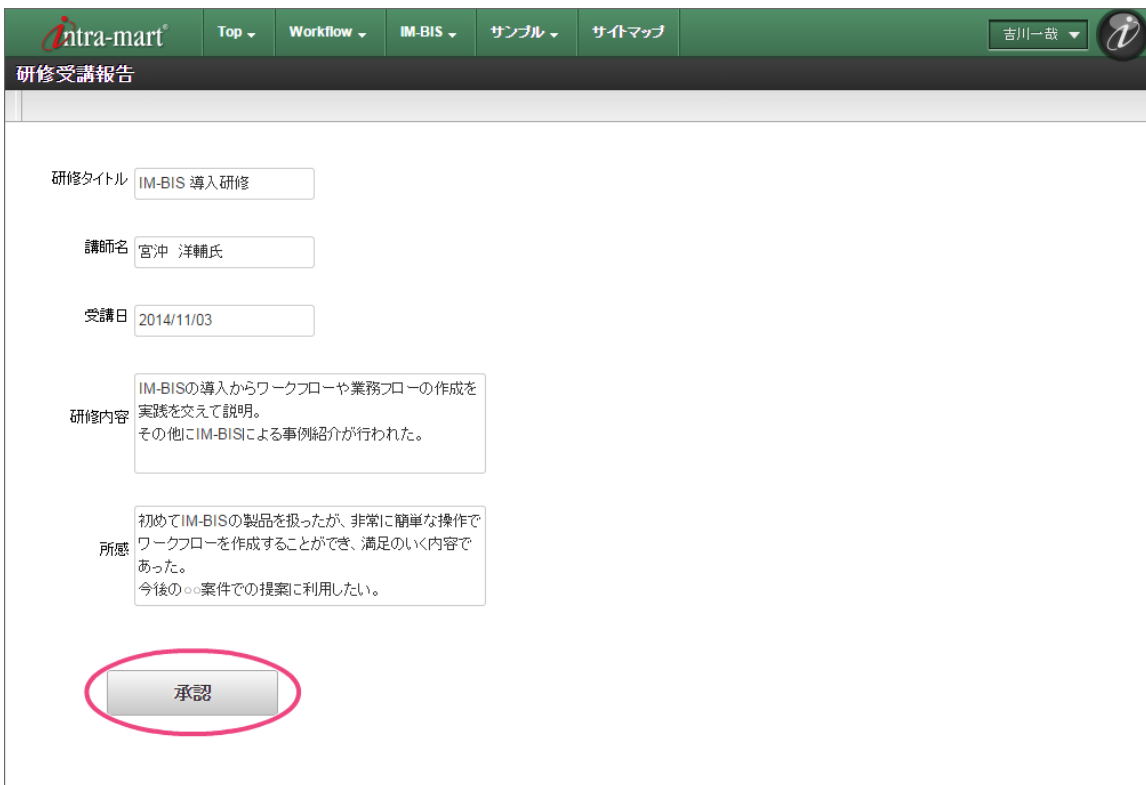 intra-mart®
Top
Workflow
IM-BIS
サンプル
サイトマップ
吉川一哉
研修受講報告
研修タイトル
IM-BIS 導入研修
講師名
宮沖 洋輔氏
受講日
2014/11/03
研修内容
IM-BISの導入からワークフローや業務フローの作成を
実践を交えて説明。
その他にIM-BISによる事例紹介が行われた。
所感
初めてIM-BISの製品を扱ったが、非常に簡単な操作で
ワークフローを作成することができ、満足のいく内容で
あった。
今後の○○案件での提案に利用したい。
承認